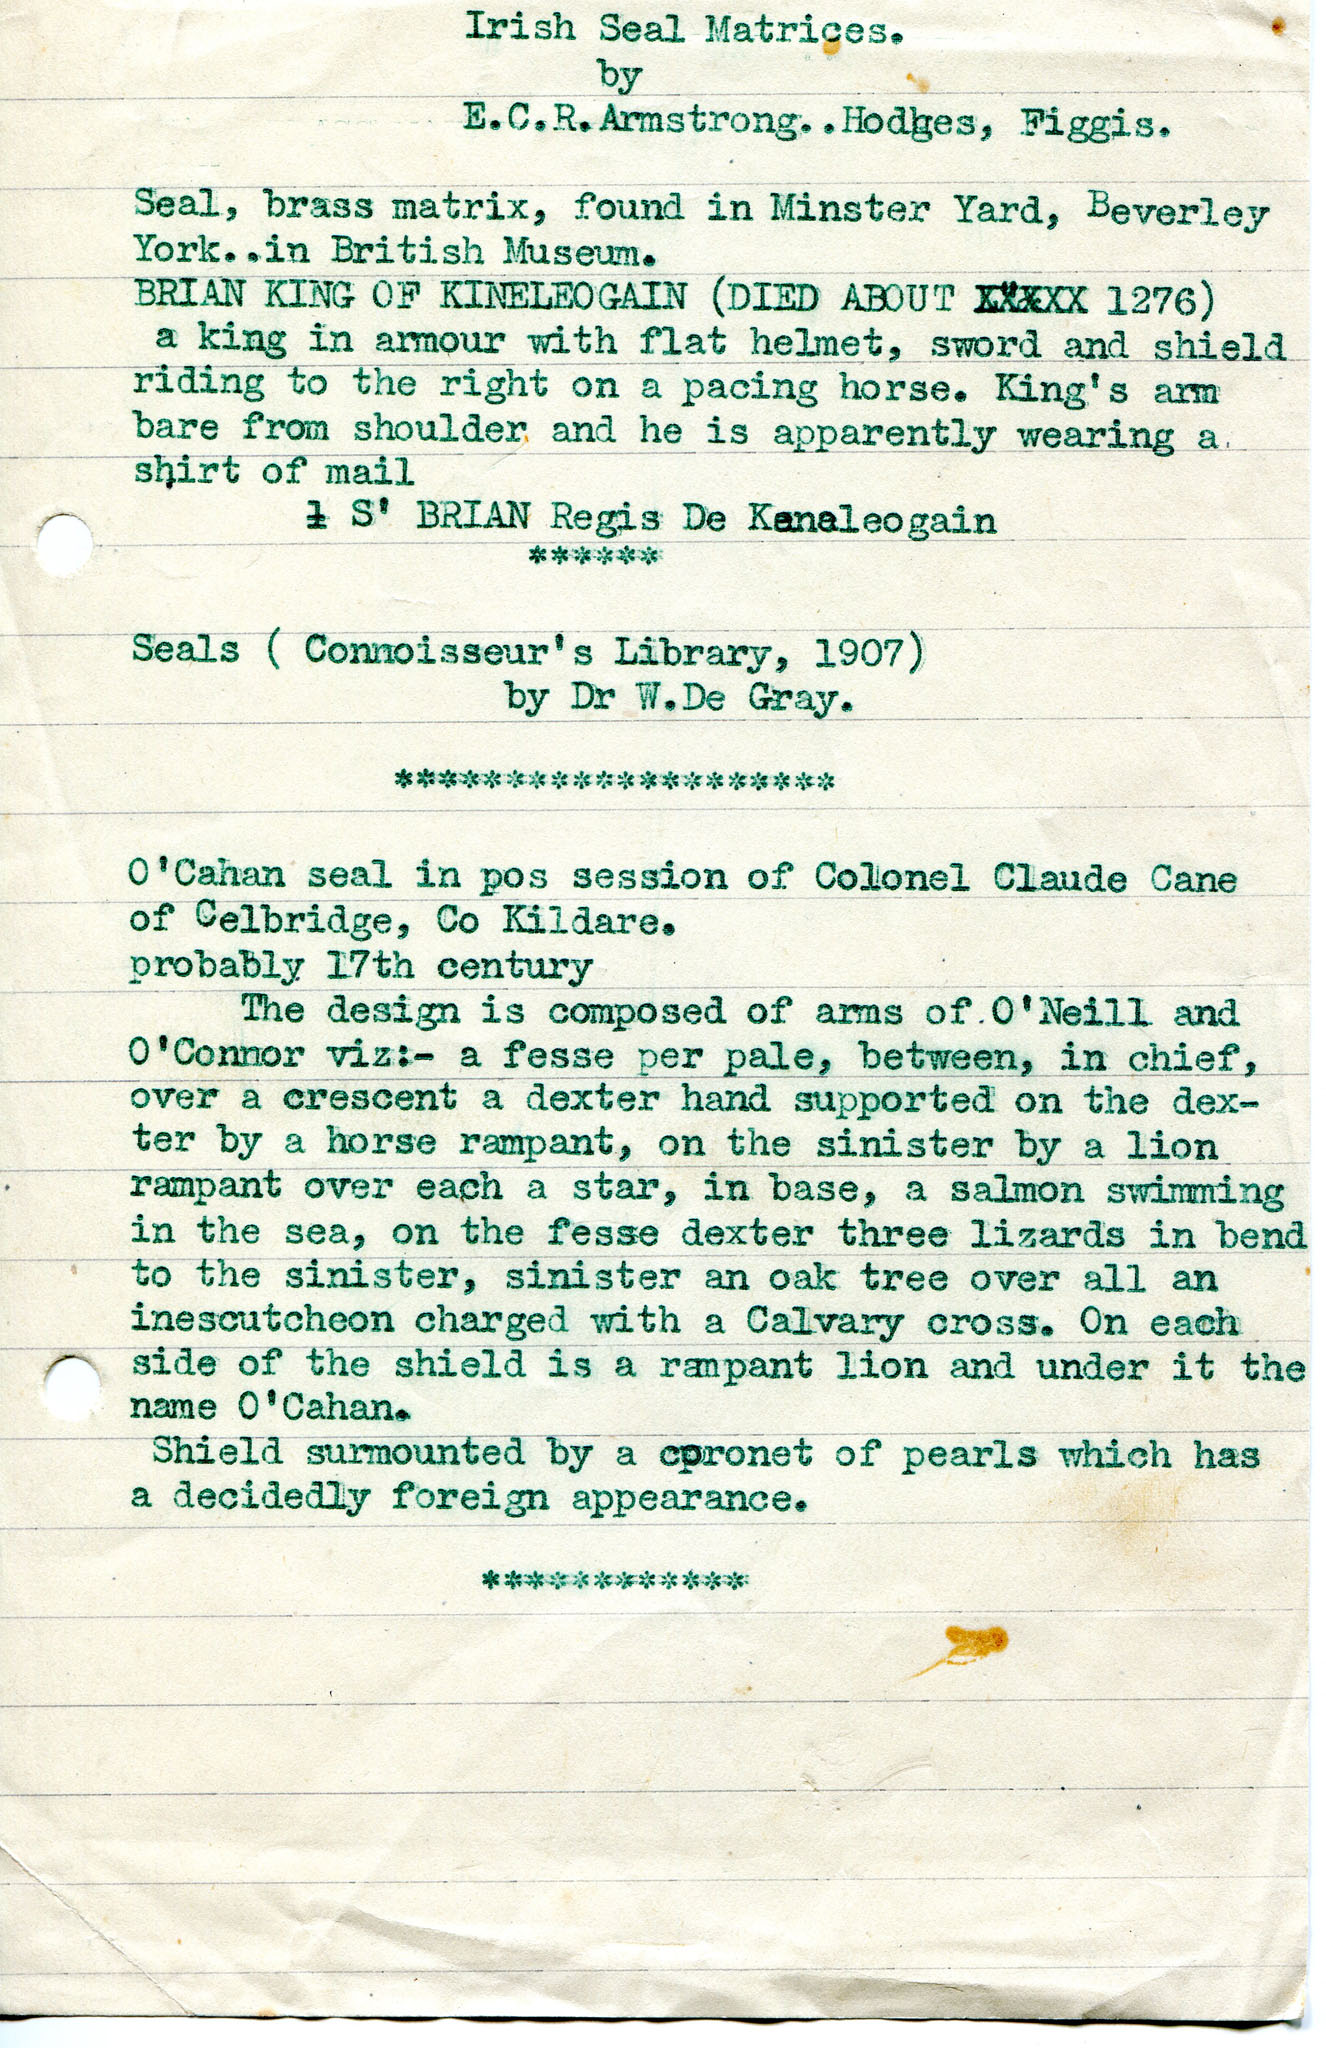 Irish Seal Matrices.
by
E.C.R.Armstrong..Hodges, Figgis.
Seal, brass matrix, found in Minster Yard, Beverley
York..in British Museum.
BRIAN KING OF KINELEOGAIN (DIED ABOUT XXXXX 1276)
a king in armour with flat helmet, sword and shield
riding to the right on a pacing horse. King's arm
bare from shoulder and he is apparently wearing a
shirt of mail
1 S' BRIAN Regis De Kenaleogain
******
Seals ( Connoisseur's Library, 1907)
by Dr W.De Gray.
********************
O'Cahan seal in pos session of Colonel Claude Cane
of Celbridge, Co Kildare.
probably 17th century
The design is composed of arms of.O'Neill and
O'Connor viz:- a fesse per pale, between, in chief,
over a crescent a dexter hand supported on the dex-
ter by a horse rampant, on the sinister by a lion
rampant over each a star, in base, a salmon swimming
in the sea, on the fesse dexter three lizards in bend
to the sinister, sinister an oak tree over all an
inescutcheon charged with a Calvary cross. On each
side of the shield is a rampant lion and under it the
name O'Cahan.
Shield surmounted by a coronet of pearls which has
a decidedly foreign appearance.
************